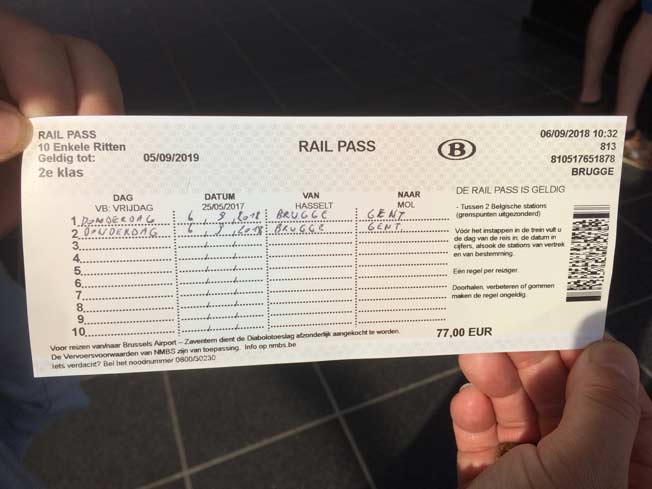 RAIL PASS
10 Enkele Ritten
Geldig tot: 05/09/2019
2e klas
RAIL PASS
B
06/09/2018 10:32
813
810517651878
BRUGGE
DAG DATUM VAN NAAR
VB: VRIJDAG 25/05/2017 HASSELT MOL
1. DONDERDAG 6, 9, 2018 BRUGGE GENT
2. DONDERDAG 6, 9, 2018 BRUGGE GENT
3.
4.
5.
6.
7.
8.
9.
10.
DE RAIL PASS IS GELDIG
- Tussen 2 Belgische stations
(grenspunten uitgezonderd)
Vóór het instappen in de trein vult u
de dag van de reis in, de datum in
cijfers, alsook de stations van vertrek
en van bestemming.
Een regel per reiziger.
Doorhalen, verbeteren of gommen
maken de regel ongeldig.
77,00 EUR
Voor reizen van/naar Brussels Airport – Zaventem dient de Diabolotoeslag afzonderlijk aangekocht te worden.
De Vervoersvoorwaarden van NMBS zijn van toepassing. Info op nmbs.be
Iets verdacht? Bel het noodnummer 0800/30230